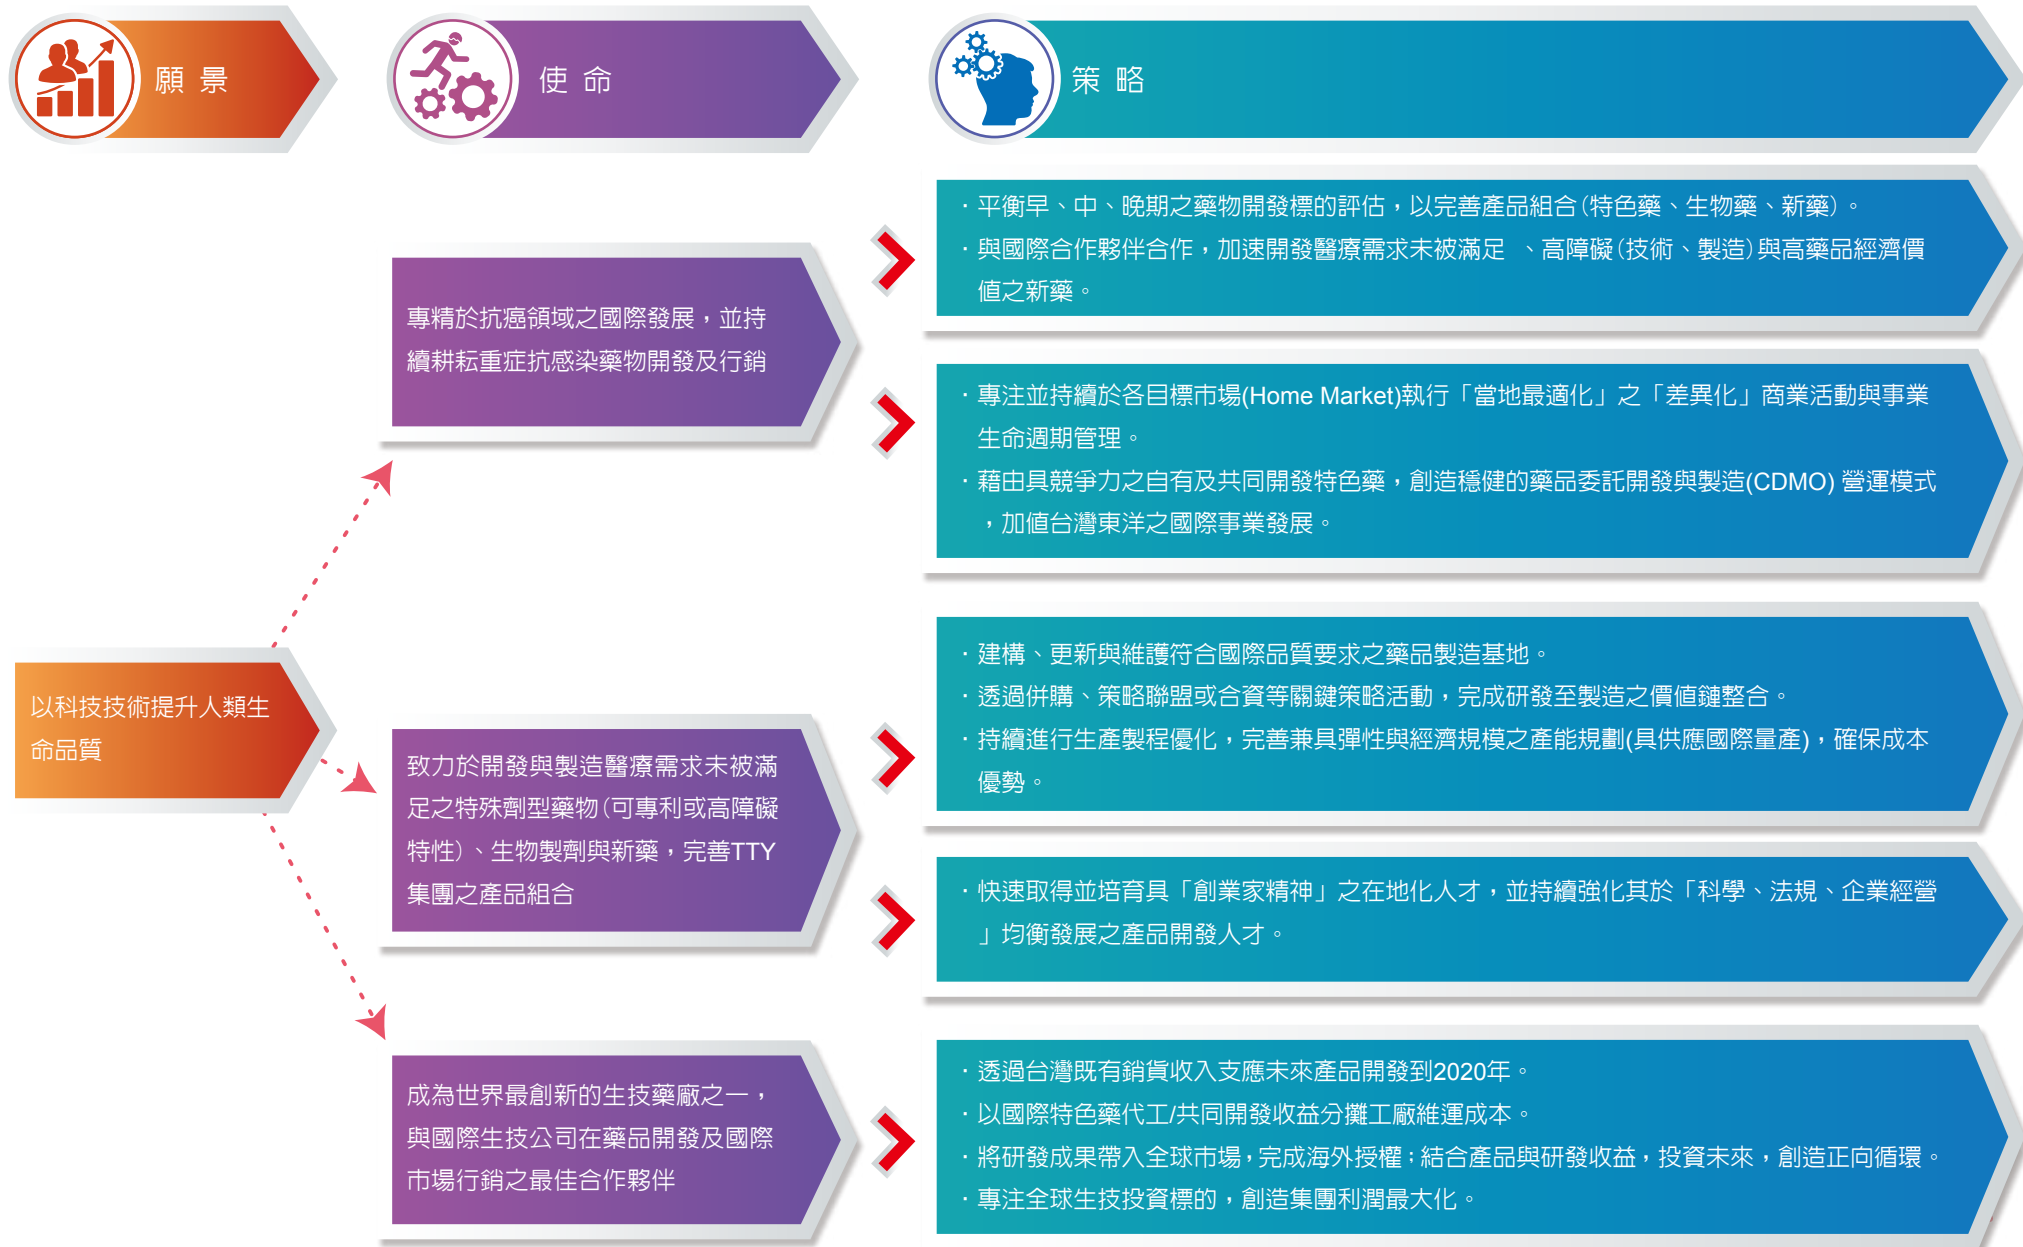 願景
使命
策略
以科技技術提升人類生
命品質
專精於抗癌領域之國際發展，並持
續耕耘重症抗感染藥物開發及行銷
·平衡早、中、晚期之藥物開發標的評估，以完善產品組合(特色藥、生物藥、新藥)。
·與國際合作夥伴合作，加速開發醫療需求未被滿足 、高障礙(技術、製造)與高藥品經濟價
值之新藥。
·專注並持續於各目標市場(Home Market)執行「當地最適化」之「差異化」商業活動與事業
生命週期管理。
·藉由具競爭力之自有及共同開發特色藥，創造穩健的藥品委託開發與製造(CDMO) 營運模式
，加值台灣東洋之國際事業發展。
致力於開發與製造醫療需求未被滿
足之特殊劑型藥物(可專利或高障礙
特性)、生物製劑與新藥，完善TTY
集團之產品組合
·建構、更新與維護符合國際品質要求之藥品製造基地。
·透過併購、策略聯盟或合資等關鍵策略活動，完成研發至製造之價值鏈整合。
·持續進行生產製程優化，完善兼具彈性與經濟規模之產能規劃(具供應國際量產)，確保成本
優勢。
·快速取得並培育具「創業家精神」之在地化人才，並持續強化其於「科學、法規、企業經營
」均衡發展之產品開發人才。
成為世界最創新的生技藥廠之一，
與國際生技公司在藥品開發及國際
市場行銷之最佳合作夥伴
·透過台灣既有銷貨收入支應未來產品開發到2020年。
·以國際特色藥代工/共同開發收益分攤工廠維運成本。
·將研發成果帶入全球市場，完成海外授權；結合產品與研發收益，投資未來，創造正向循環。
·專注全球生技投資標的，創造集團利潤最大化。